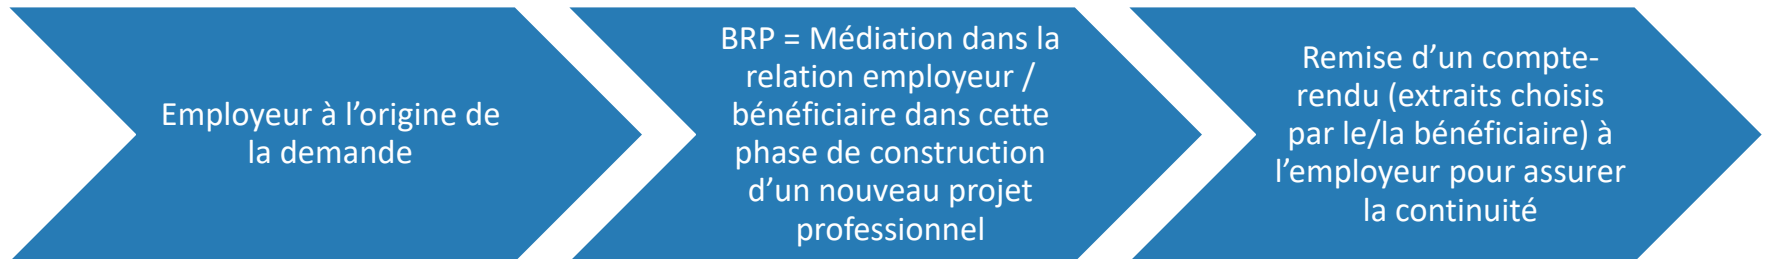 Employeur à l’origine de
la demande
BRP = Médiation dans la
relation employeur /
bénéficiaire dans cette
phase de construction
d’un nouveau projet
professionnel
Remise d’un compte-
rendu (extraits choisis
par le/la bénéficiaire) à
l’employeur pour assurer
la continuité